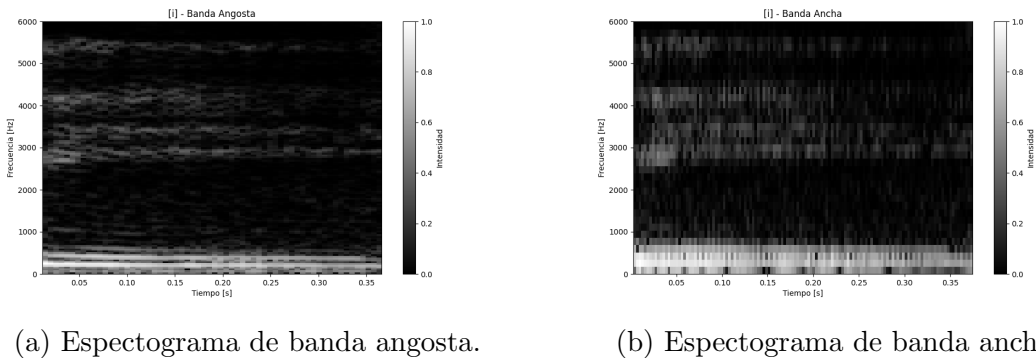 [i] - Banda Angosta
6000
5000
4000
3000
2000
1000
0
Frecuencia [Hz]
0.05 0.10 0.15 0.20 0.25 0.30 0.35
Tiempo [s]
1.0
0.8
0.6
0.4
0.2
0.0
Intensidad
(a) Espectograma de banda angosta.
[i] - Banda Ancha
6000
5000
4000
3000
2000
1000
0
Frecuencia [Hz]
0.05 0.10 0.15 0.20 0.25 0.30 0.35
Tiempo [s]
1.0
0.8
0.6
0.4
0.2
0.0
Intensidad
(b) Espectograma de banda anch